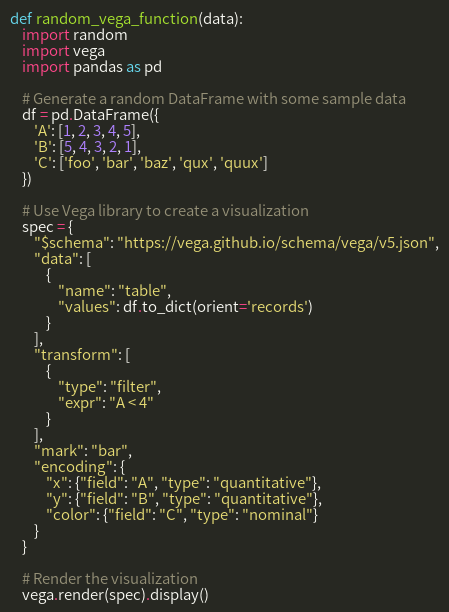 def random_vega_function(data):
    import random
    import vega
    import pandas as pd

    # Generate a random DataFrame with some sample data
    df = pd.DataFrame({
        'A': [1, 2, 3, 4, 5],
        'B': [5, 4, 3, 2, 1],
        'C': ['foo', 'bar', 'baz', 'qux', 'quux']
    })

    # Use Vega library to create a visualization
    spec = {
        "$schema": "https://vega.github.io/schema/vega/v5.json",
        "data": [
            {
                "name": "table",
                "values": df.to_dict(orient='records')
            }
        ],
        "transform": [
            {
                "type": "filter",
                "expr": "A < 4"
            }
        ],
        "mark": "bar",
        "encoding": {
            "x": {"field": "A", "type": "quantitative"},
            "y": {"field": "B", "type": "quantitative"},
            "color": {"field": "C", "type": "nominal"}
        }
    }

    # Render the visualization
    vega.render(spec).display()